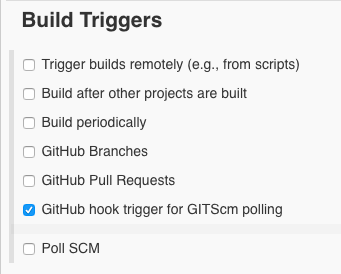 Build Triggers
Trigger builds remotely (e.g., from scripts)
Build after other projects are built
Build periodically
GitHub Branches
GitHub Pull Requests
GitHub hook trigger for GITScm polling
Poll SCM